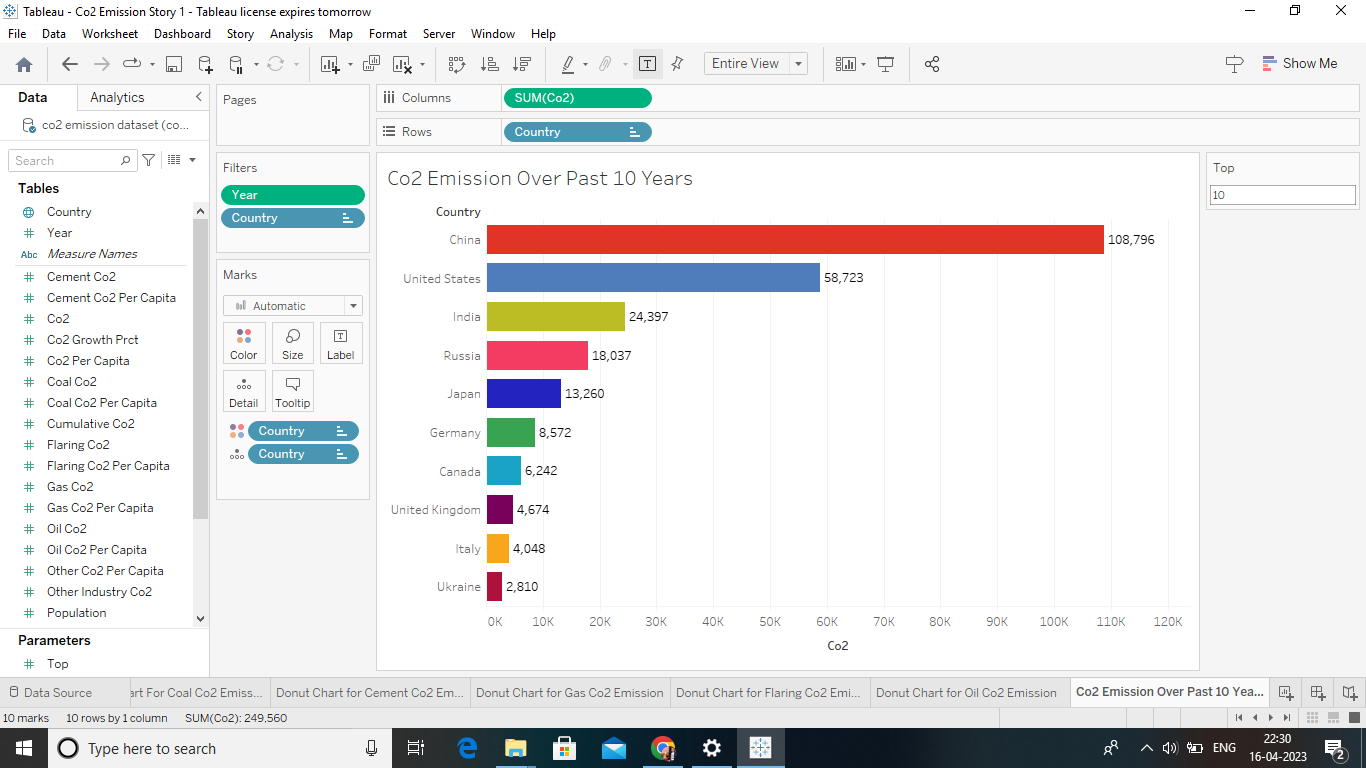 Tableau - Co2 Emission Story 1 - Tableau license expires tomorrow
File Data Worksheet Dashboard Story Analysis Map Format Server Window Help
Entire View
Show Me
Data Analytics
co2 emission dataset (co...
Search
Tables
Country
Year
Abc Measure Names
Cement Co2
Cement Co2 Per Capita
Co2
Co2 Growth Prct
Co2 Per Capita
Coal Co2
Coal Co2 Per Capita
Cumulative Co2
Flaring Co2
Flaring Co2 Per Capita
Gas Co2
Gas Co2 Per Capita
Oil Co2
Oil Co2 Per Capita
Other Co2 Per Capita
Other Industry Co2
Population
Parameters
Top
Pages
Filters
Year
Country
Marks
Automatic
Color Size Label
Detail Tooltip
Country
Country
Columns SUM(Co2)
Rows Country
Co2 Emission Over Past 10 Years
Country
China 108,796
United States 58,723
India 24,397
Russia 18,037
Japan 13,260
Germany 8,572
Canada 6,242
United Kingdom 4,674
Italy 4,048
Ukraine 2,810
0K 10K 20K 30K 40K 50K 60K 70K 80K 90K 100K 110K 120K
Co2
Top
10
Data Source art For Coal Co2 Emiss... Donut Chart for Cement Co2 Em... Donut Chart for Gas Co2 Emission Donut Chart for Flaring Co2 Emi... Donut Chart for Oil Co2 Emission Co2 Emission Over Past 10 Yea...
10 marks 10 rows by 1 column SUM(Co2): 249,560
Type here to search
ENG
22:30
16-04-2023
2